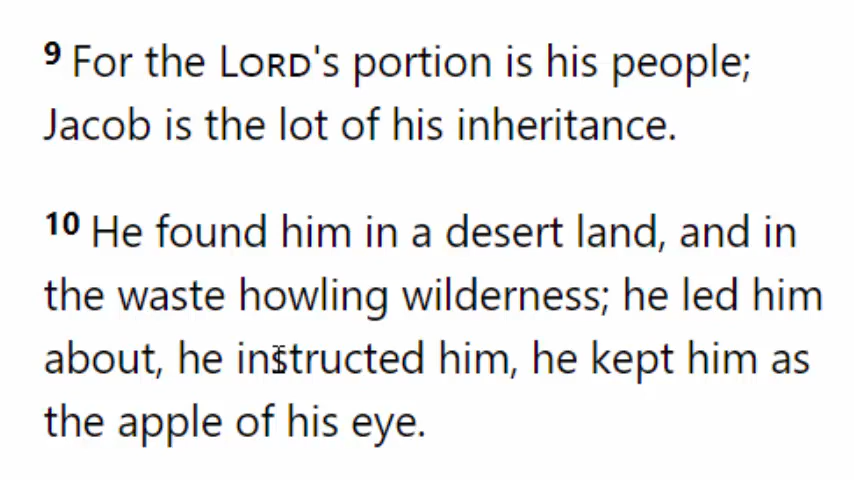 9 For the LORD's portion is his people;
Jacob is the lot of his inheritance.
10 He found him in a desert land, and in
the waste howling wilderness; he led him
about, he instructed him, he kept him as
the apple of his eye.